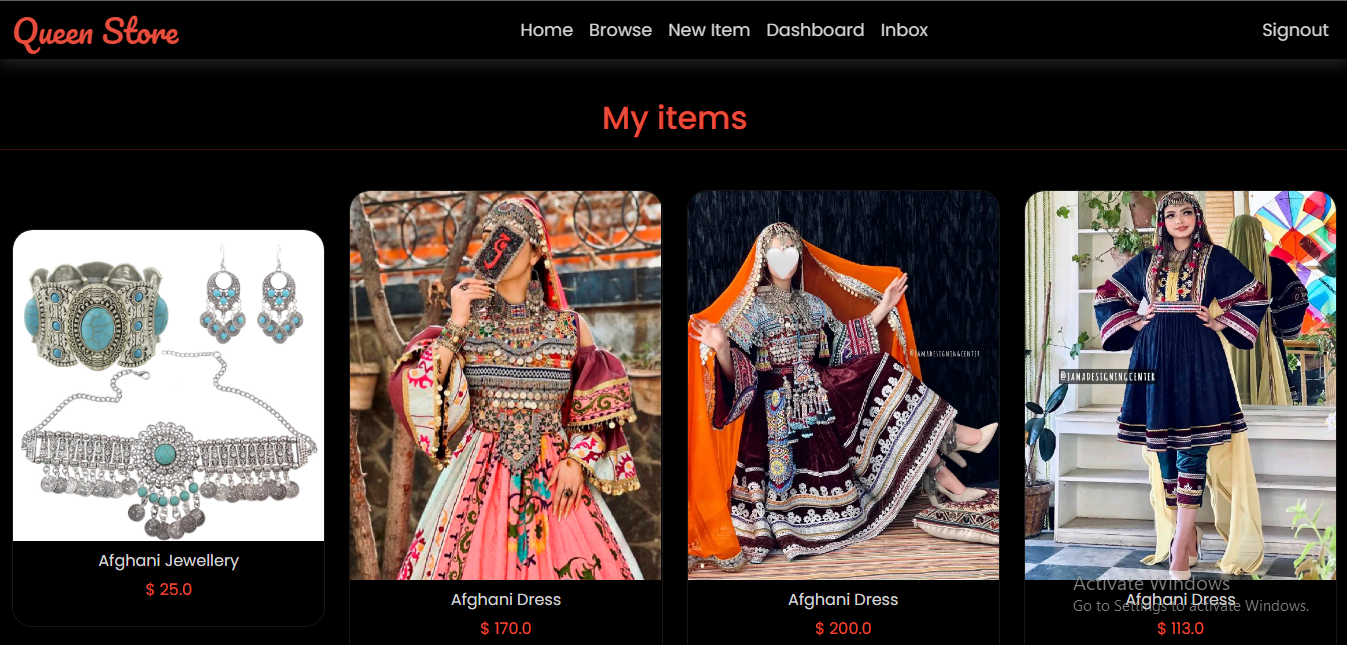 Queen Store
Home Browse New Item Dashboard Inbox
Signout
My items
@JAMADESIGNINGCENTER
@JAMADESIGNINGCENTER
Afghani Jewellery
$ 25.0
Afghani Dress
$ 170.0
Afghani Dress
$ 200.0
Afghani Dress
$ 113.0
Activate Windows
Go to Settings to activate Windows.